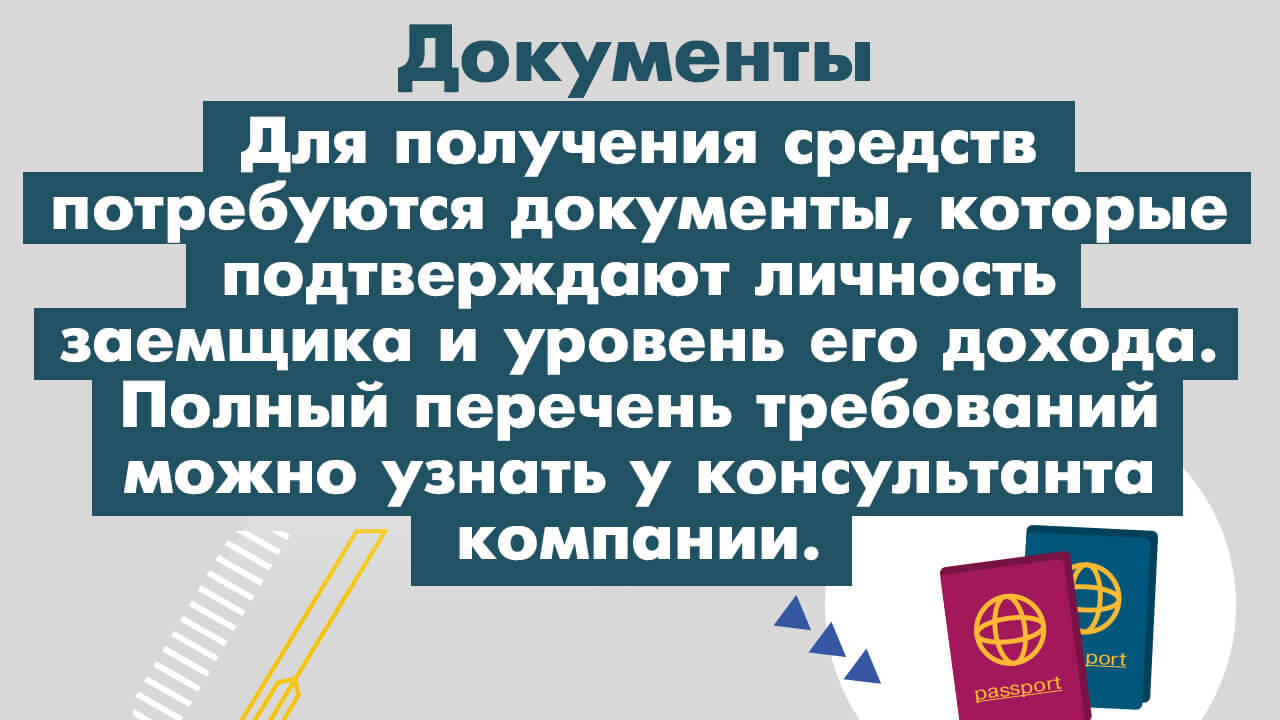 Документы
Для получения средств
потребуются документы, которые
подтверждают личность
заемщика и уровень его дохода.
Полный перечень требований
можно узнать у консультанта
компании.
port
passport